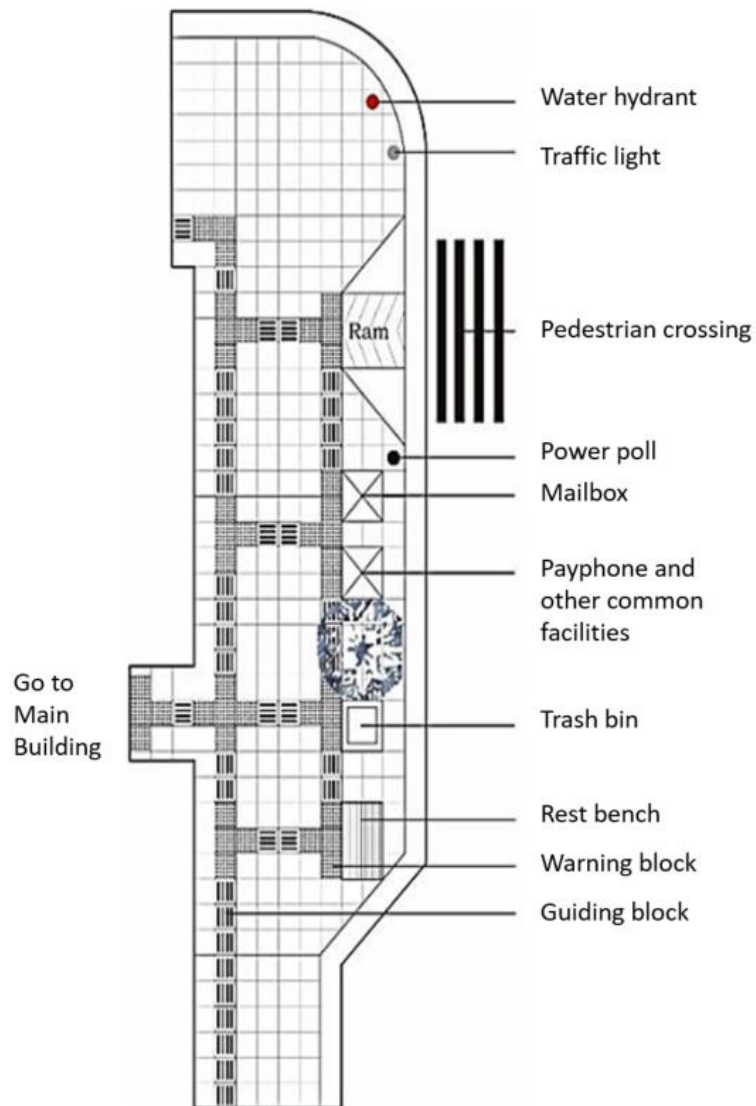 Water hydrant
Traffic light
Ram
Pedestrian crossing
Power poll
Mailbox
Payphone and
other common
facilities
Go to
Main
Building
Trash bin
Rest bench
Warning block
Guiding block